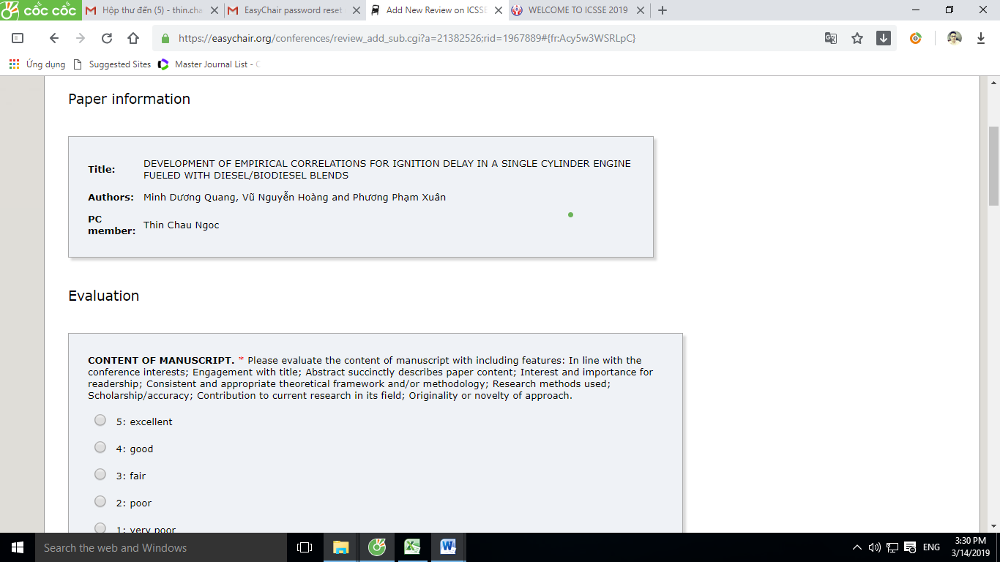 cốc cốc
Hộp thư đến (5) - thin.cha
EasyChair password reset
Add New Review on ICSSE
WELCOME TO ICSSE 2019
https://easychair.org/conferences/review_add_sub.cgi?a=21382526;rid=1967889#{fr:Acy5w3WSRLpC}
Ứng dụng
Suggested Sites
Master Journal List - C
Paper information
Title:
DEVELOPMENT OF EMPIRICAL CORRELATIONS FOR IGNITION DELAY IN A SINGLE CYLINDER ENGINE
FUELED WITH DIESEL/BIODIESEL BLENDS
Authors: Minh Dương Quang, Vũ Nguyễn Hoàng and Phương Phạm Xuân
PC
member:
Thin Chau Ngoc
Evaluation
CONTENT OF MANUSCRIPT. * Please evaluate the content of manuscript with including features: In line with the
conference interests; Engagement with title; Abstract succinctly describes paper content; Interest and importance for
readership; Consistent and appropriate theoretical framework and/or methodology; Research methods used;
Scholarship/accuracy; Contribution to current research in its field; Originality or novelty of approach.
5: excellent
4: good
3: fair
2: poor
1: very poor
Search the web and Windows
ENG
3:30 PM
3/14/2019